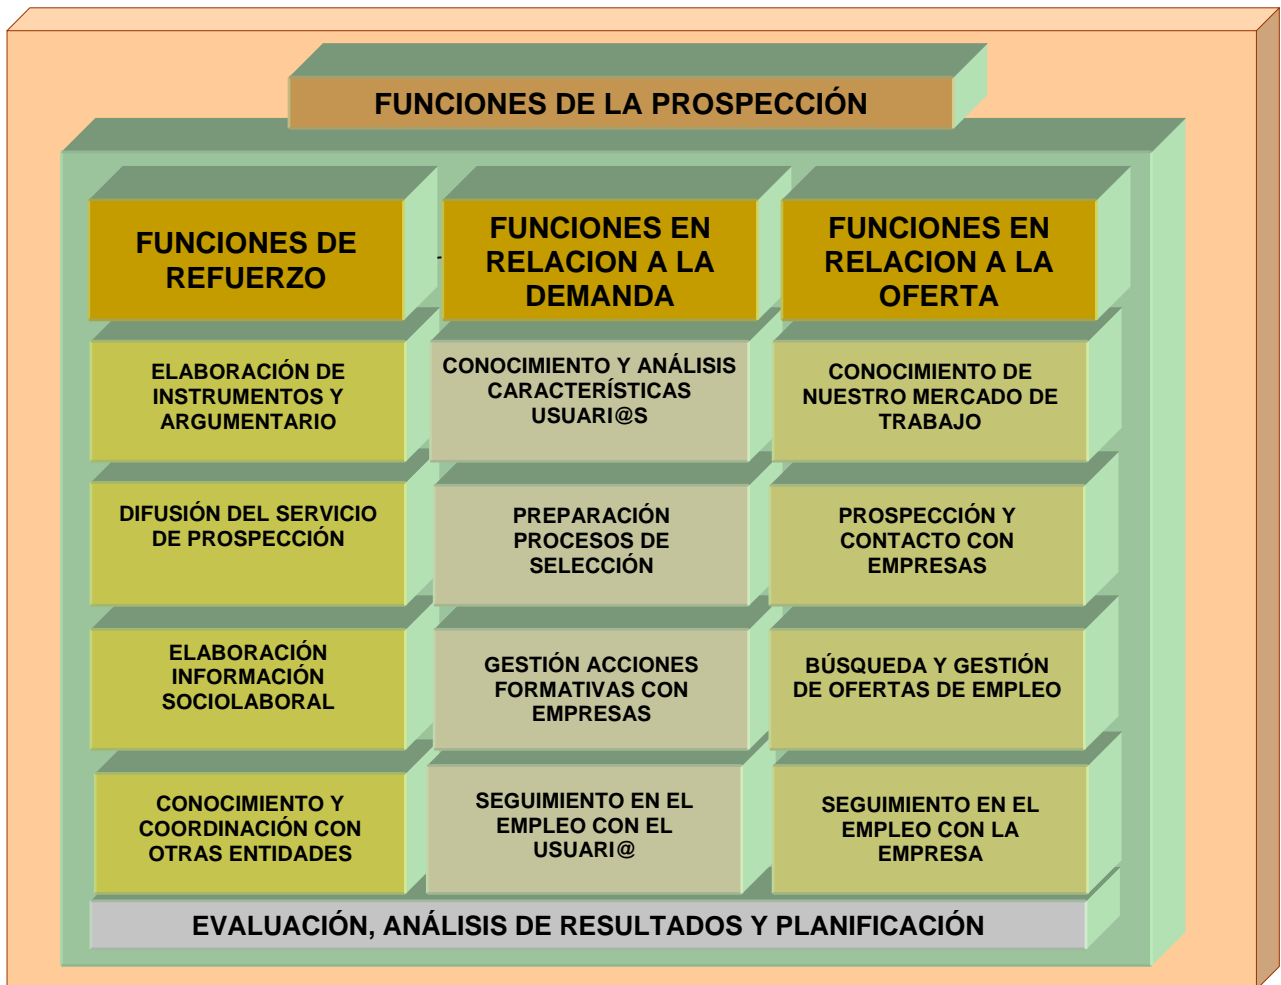 FUNCIONES DE LA PROSPECCIÓN
FUNCIONES DE
REFUERZO
FUNCIONES EN
RELACION A LA
DEMANDA
FUNCIONES EN
RELACION A LA
OFERTA
ELABORACIÓN DE
INSTRUMENTOS Y
ARGUMENTARIO
CONOCIMIENTO Y ANÁLISIS
CARACTERÍSTICAS
USUARI@S
CONOCIMIENTO DE
NUESTRO MERCADO DE
TRABAJO
DIFUSIÓN DEL SERVICIO
DE PROSPECCIÓN
PREPARACIÓN
PROCESOS DE
SELECCIÓN
PROSPECCIÓN Y
CONTACTO CON
EMPRESAS
ELABORACIÓN
INFORMACIÓN
SOCIOLABORAL
GESTIÓN ACCIONES
FORMATIVAS CON
EMPRESAS
BÚSQUEDA Y GESTIÓN
DE OFERTAS DE EMPLEO
CONOCIMIENTO Y
COORDINACIÓN CON
OTRAS ENTIDADES
SEGUIMIENTO EN EL
EMPLEO CON EL
USUARI@
SEGUIMIENTO EN EL
EMPLEO CON LA
EMPRESA
EVALUACIÓN, ANÁLISIS DE RESULTADOS Y PLANIFICACIÓN